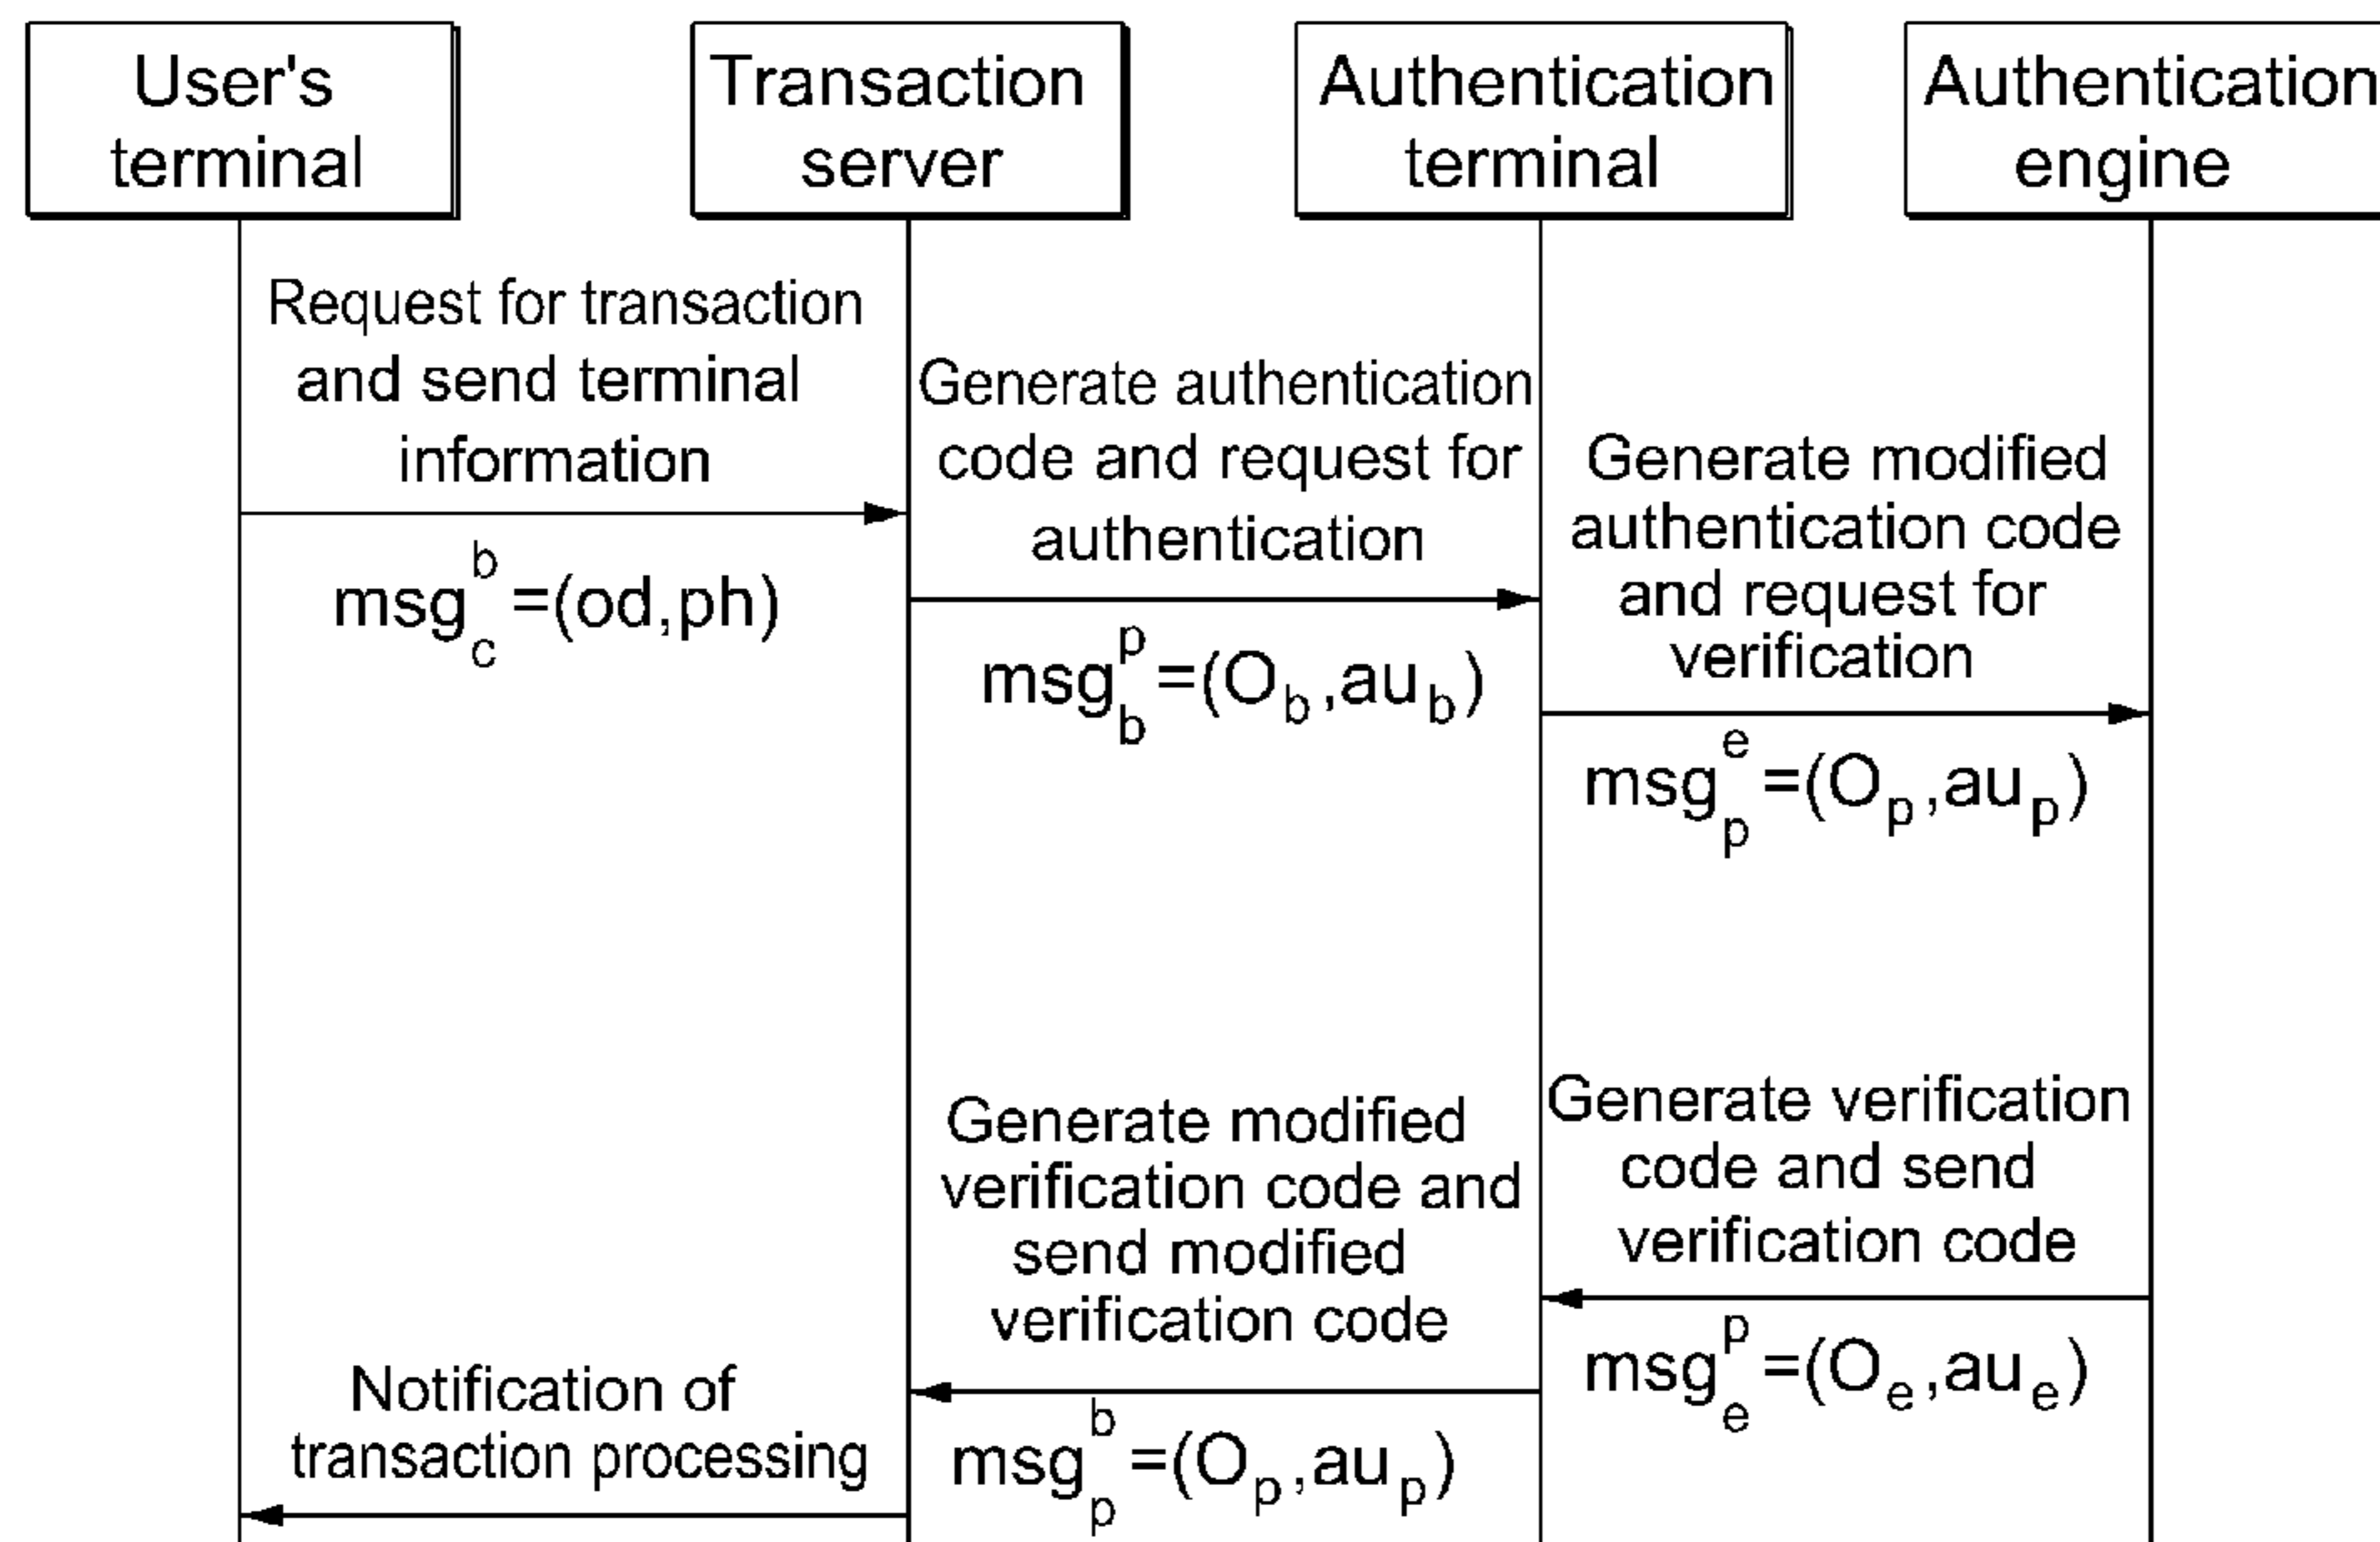 User's
terminal
Transaction
server
Authentication
terminal
Authentication
engine
Request for transaction
and send terminal
information
msg_c^b=(od,ph)
Generate authentication
code and request for
authentication
msg_b^p=(O_b,au_b)
Generate modified
authentication code
and request for
verification
msg_p^e=(O_p,au_p)
Generate verification
code and send
verification code
msg_e^p=(O_e,au_e)
Generate modified
verification code and
send modified
verification code
msg_p^b=(O_p,au_p)
Notification of
transaction processing